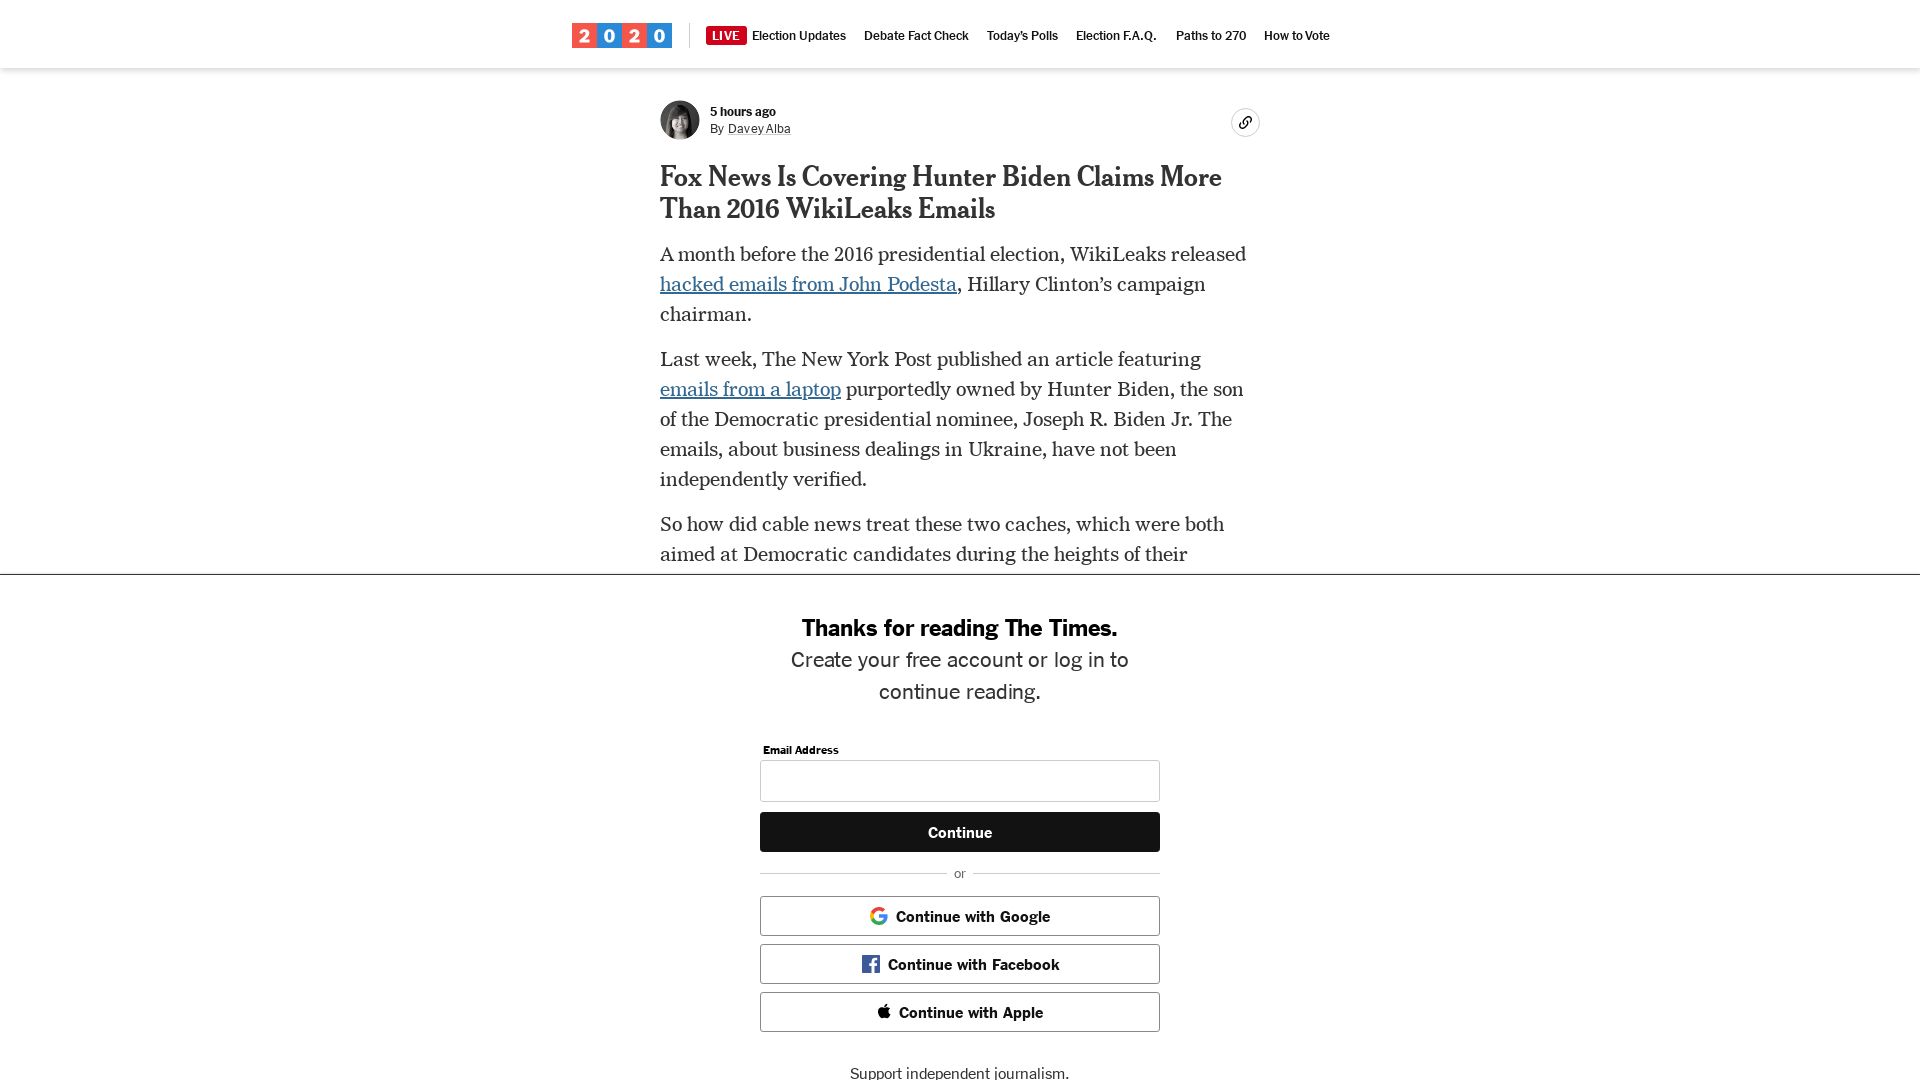 2020
LIVE Election Updates Debate Fact Check Today’s Polls Election F.A.Q. Paths to 270 How to Vote
5 hours ago
By Davey Alba
Fox News Is Covering Hunter Biden Claims More
Than 2016 WikiLeaks Emails
A month before the 2016 presidential election, WikiLeaks released
hacked emails from John Podesta, Hillary Clinton’s campaign
chairman.
Last week, The New York Post published an article featuring
emails from a laptop purportedly owned by Hunter Biden, the son
of the Democratic presidential nominee, Joseph R. Biden Jr. The
emails, about business dealings in Ukraine, have not been
independently verified.
So how did cable news treat these two caches, which were both
aimed at Democratic candidates during the heights of their
Thanks for reading The Times.
Create your free account or log in to
continue reading.
Email Address
Continue
or
Continue with Google
Continue with Facebook
Continue with Apple
Support independent journalism.